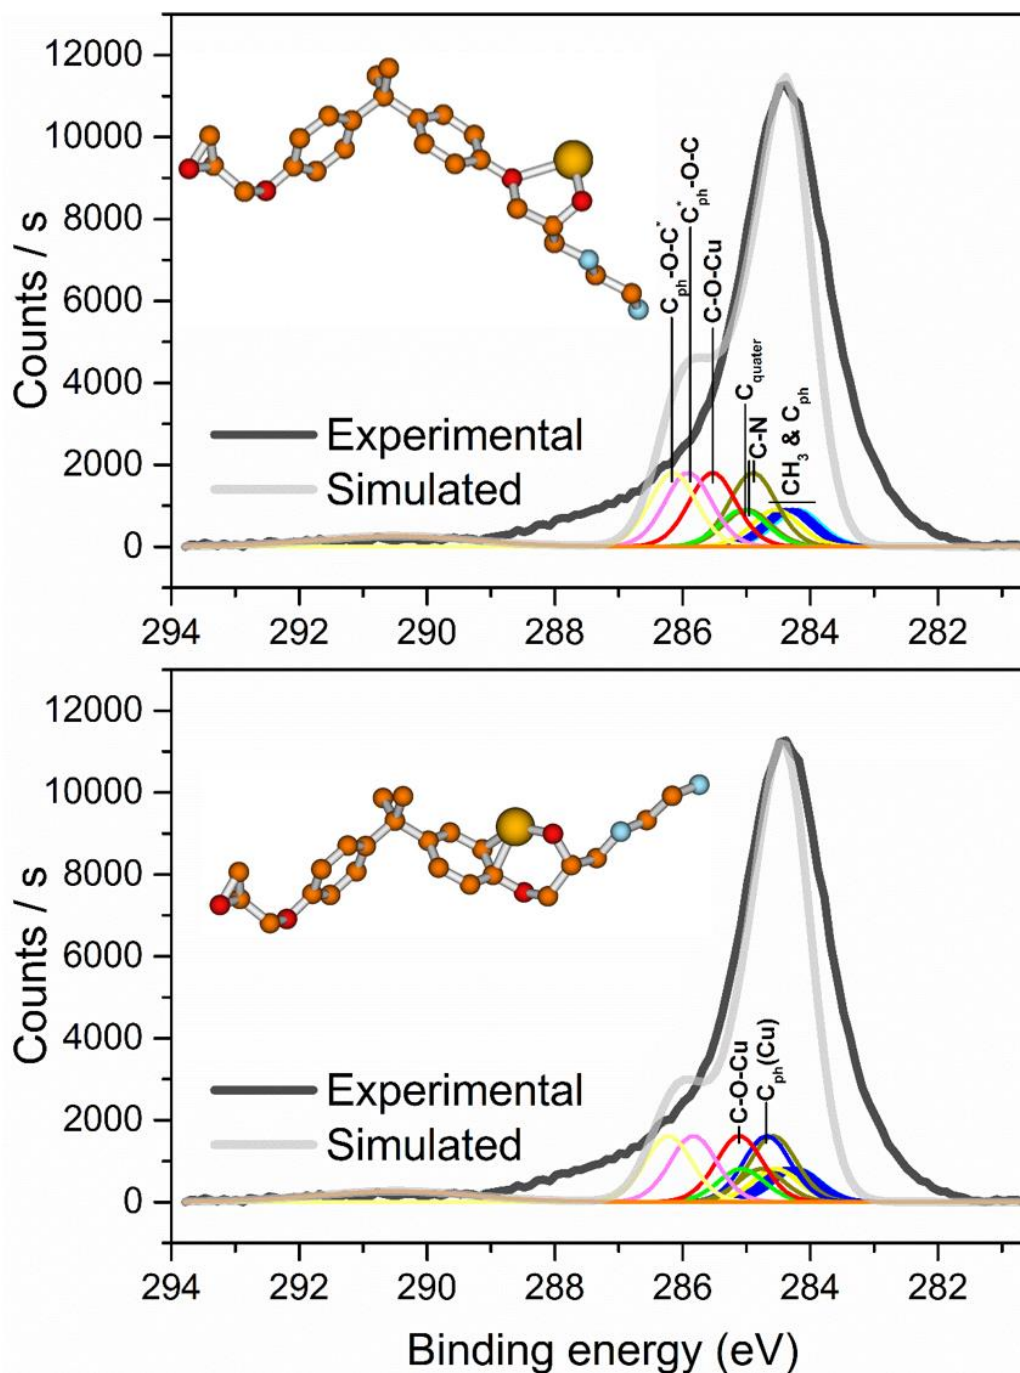 12000
10000
8000
6000
4000
2000
0
Counts / s
C_ph-O-C*
C*_ph-O-C
C-O-Cu
C_quater
C-N
CH_3 & C_ph
Experimental
Simulated
294 292 290 288 286 284 282
12000
10000
8000
6000
4000
2000
0
Counts / s
C-O-Cu
C_ph(Cu)
Experimental
Simulated
294 292 290 288 286 284 282
Binding energy (eV)